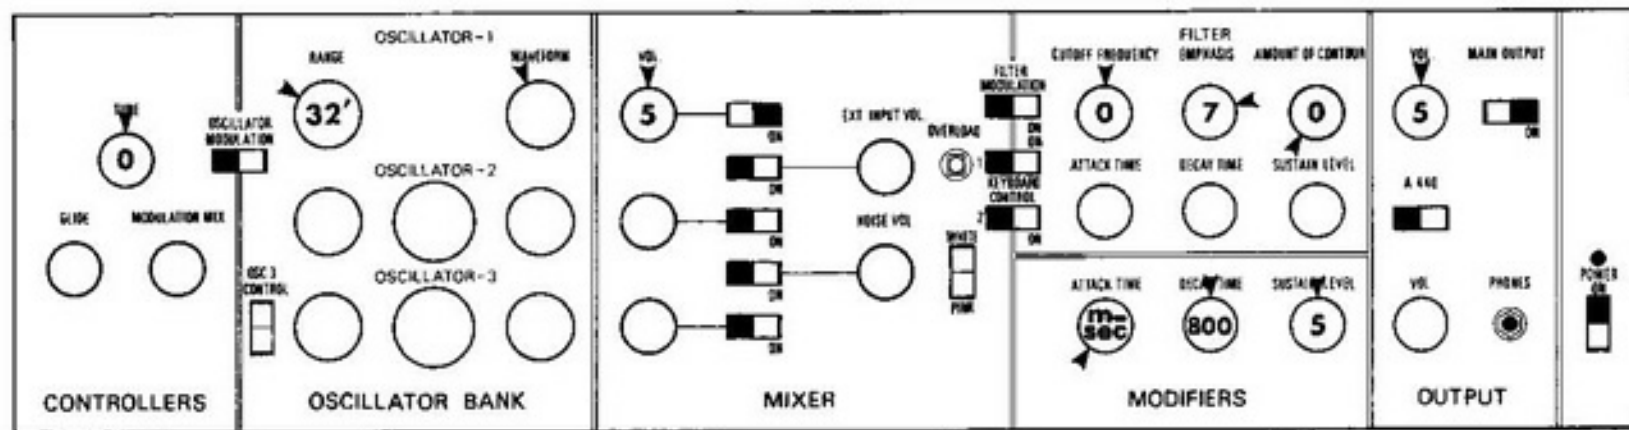 TUNE
0
OSCILLATOR MODULATION
GLIDE
MODULATION MIX
CONTROLLERS
OSCILLATOR-1
RANGE
WAVEFORM
32'
OSCILLATOR-2
OSCILLATOR-3
OSC 3 CONTROL
OSCILLATOR BANK
VOL.
5
ON
ON
ON
ON
ON
EXT INPUT VOL.
OVERLOAD
NOISE VOL
WHITE
PINK
MIXER
FILTER MODULATION
ON
ON
1
KEYBOARD CONTROL
2
ON
FILTER
CUTOFF FREQUENCY
EMPHASIS
AMOUNT OF CONTOUR
0
7
0
ATTACK TIME
DECAY TIME
SUSTAIN LEVEL
ATTACK TIME
DECAY TIME
SUSTAIN LEVEL
m-sec
800
5
MODIFIERS
VOL.
MAIN OUTPUT
5
ON
A 440
VOL
PHONES
OUTPUT
POWER
ON